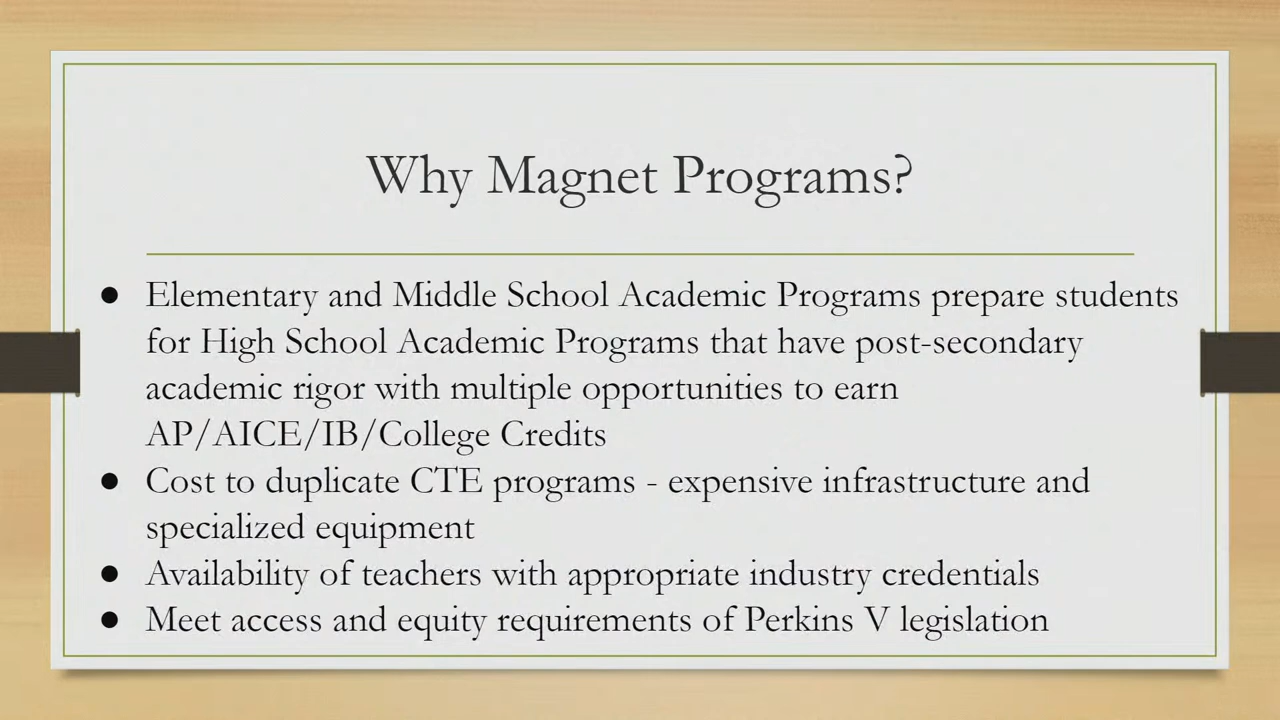 Why Magnet Programs?
● Elementary and Middle School Academic Programs prepare students
for High School Academic Programs that have post-secondary
academic rigor with multiple opportunities to earn
AP/AICE/IB/College Credits
● Cost to duplicate CTE programs - expensive infrastructure and
specialized equipment
● Availability of teachers with appropriate industry credentials
● Meet access and equity requirements of Perkins V legislation